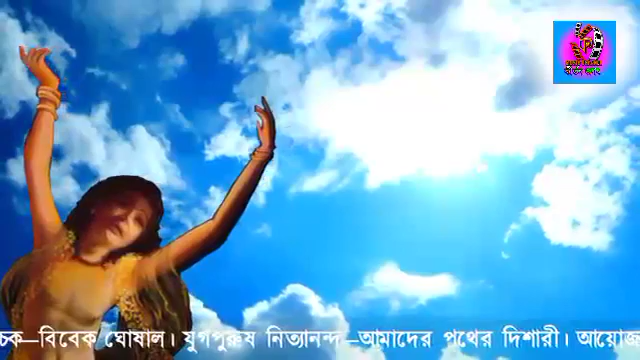 চক–বিবেক ঘোষাল। যুগপুরুষ নিত্যানন্দ –আমাদের পথের দিশারী। আয়োজ